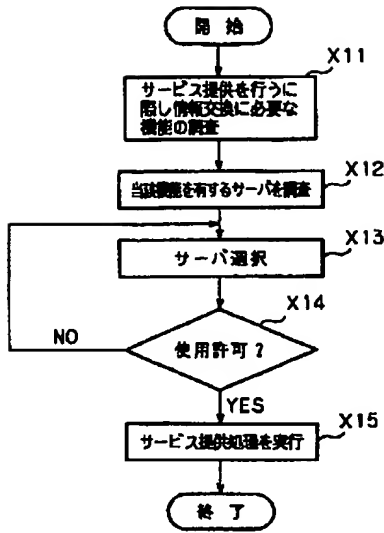 開 始
X11
サービス提供を行うに
際し情報交換に必要な
機能の調査
X12
当該機能を有するサーバを調査
X13
サーバ選択
X14
使用許可?
NO
YES
X15
サービス提供処理を実行
終 了